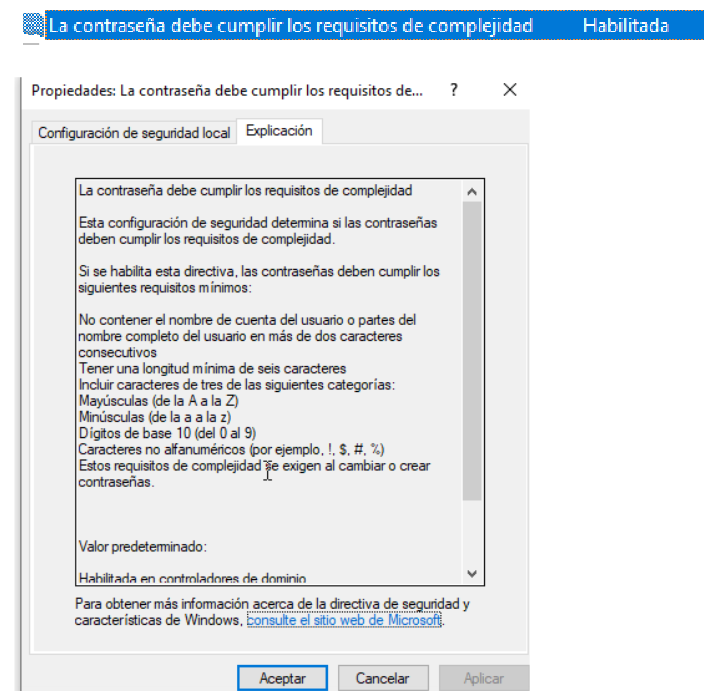 La contraseña debe cumplir los requisitos de complejidad Habilitada
Propiedades: La contraseña debe cumplir los requisitos de... ? ×
Configuración de seguridad local Explicación
La contraseña debe cumplir los requisitos de complejidad
Esta configuración de seguridad determina si las contraseñas
deben cumplir los requisitos de complejidad.
Si se habilita esta directiva, las contraseñas deben cumplir los
siguientes requisitos mínimos:
No contener el nombre de cuenta del usuario o partes del
nombre completo del usuario en más de dos caracteres
consecutivos
Tener una longitud mínima de seis caracteres
Incluir caracteres de tres de las siguientes categorías:
Mayúsculas (de la A a la Z)
Minúsculas (de la a a la z)
Dígitos de base 10 (del 0 al 9)
Caracteres no alfanuméricos (por ejemplo, !, $, #, %)
Estos requisitos de complejidad se exigen al cambiar o crear
contraseñas.
Valor predeterminado:
Habilitada en controladores de dominio
Para obtener más información acerca de la directiva de seguridad y
características de Windows, consulte el sitio web de Microsoft.
Aceptar Cancelar Aplicar